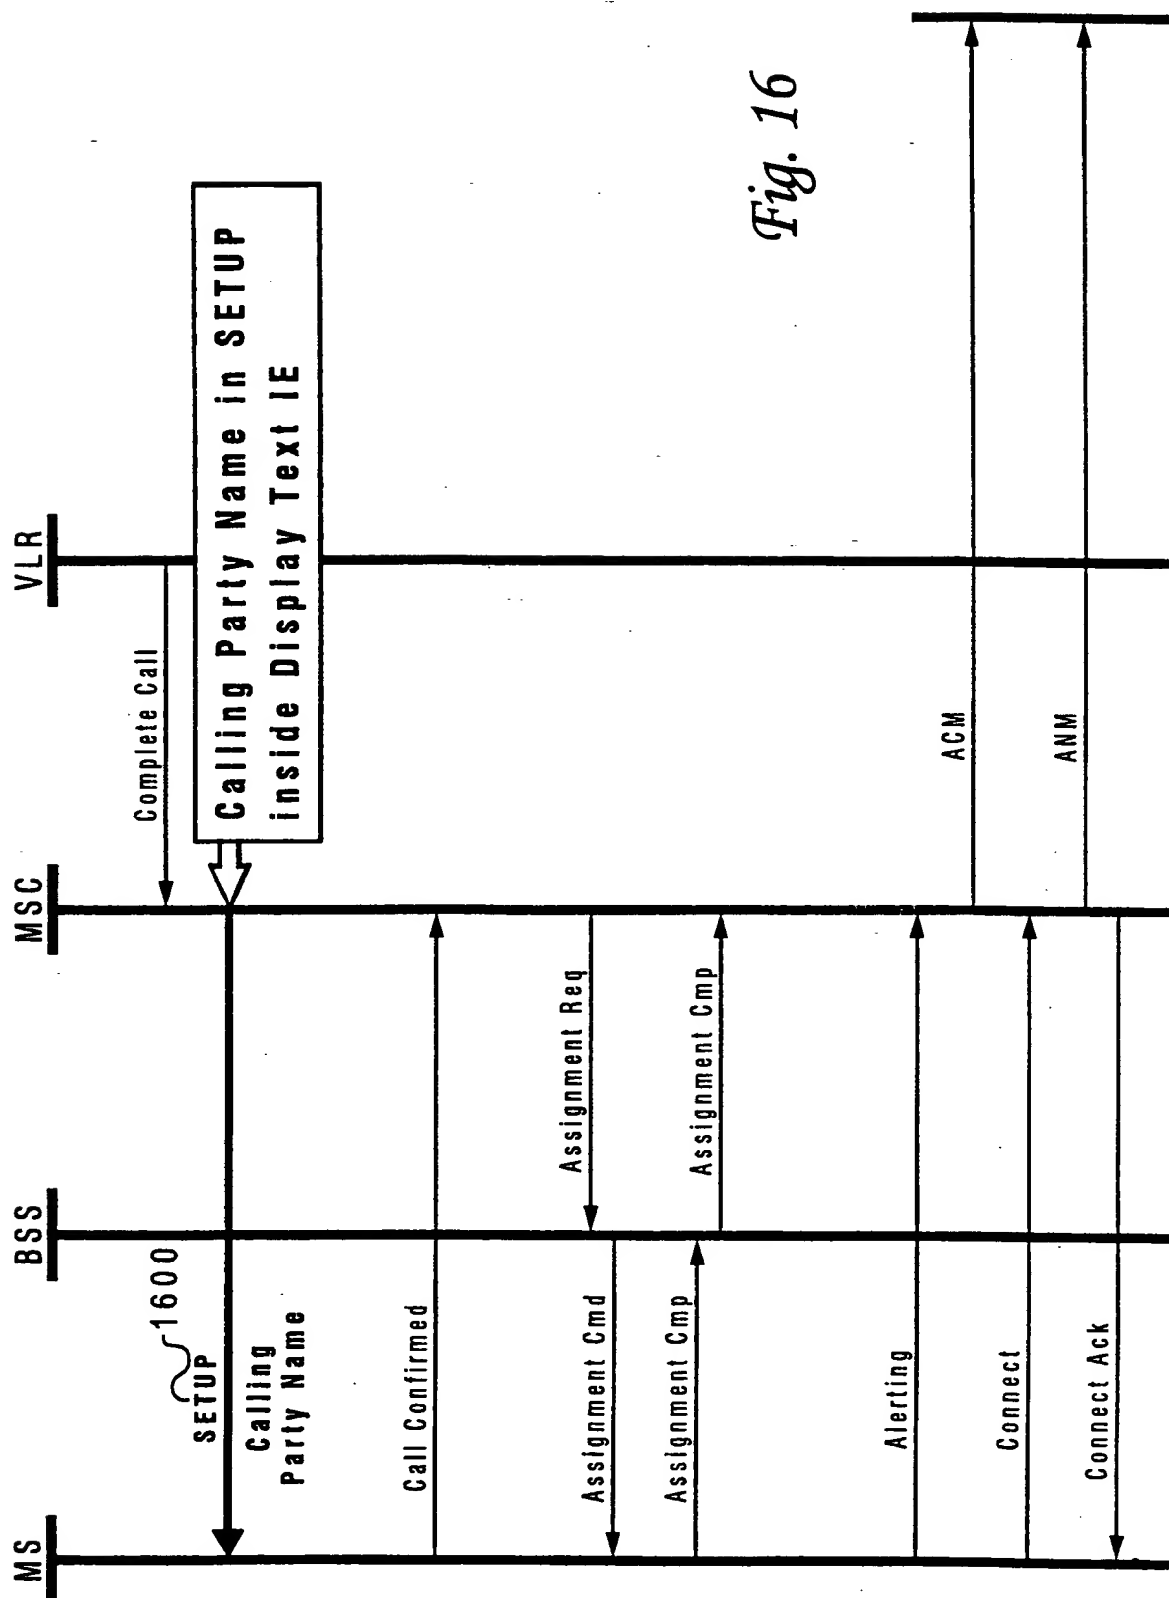 MS
BSS
MSC
VLR
Complete Call
SETUP
1600
Calling
Party Name
Calling Party Name in SETUP
inside Display Text IE
Call Confirmed
Assignment Req
Assignment Cmd
Assignment Cmp
Assignment Cmp
Alerting
ACM
Connect
ANM
Connect Ack
Fig. 16